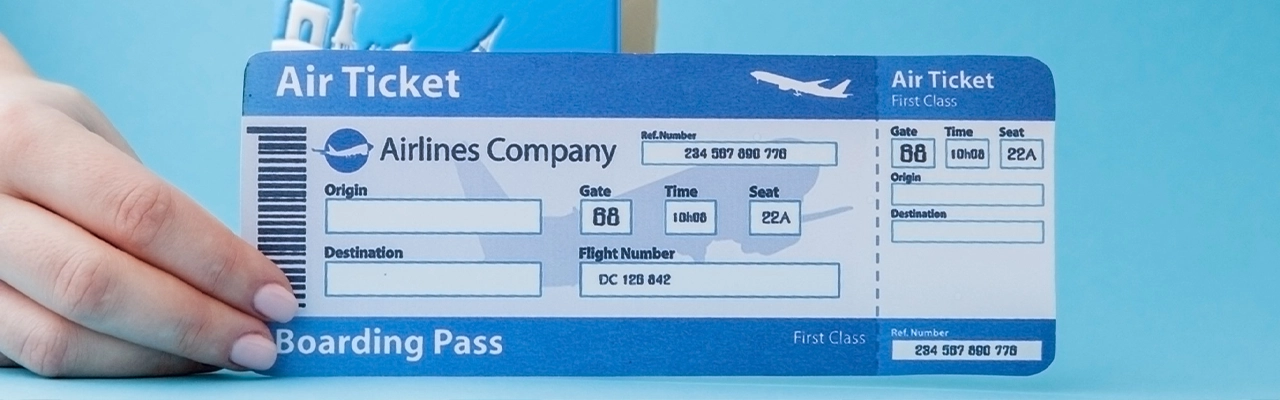 Air Ticket
Airlines Company
Ref.Number
234 567 890 776
Origin
Gate
Time
Seat
68
10h08
22A
Destination
Flight Number
DC 126 842
Boarding Pass
First Class
Air Ticket
First Class
Gate
Time
Seat
68
10h08
22A
Origin
Destination
Ref. Number
234 567 890 776